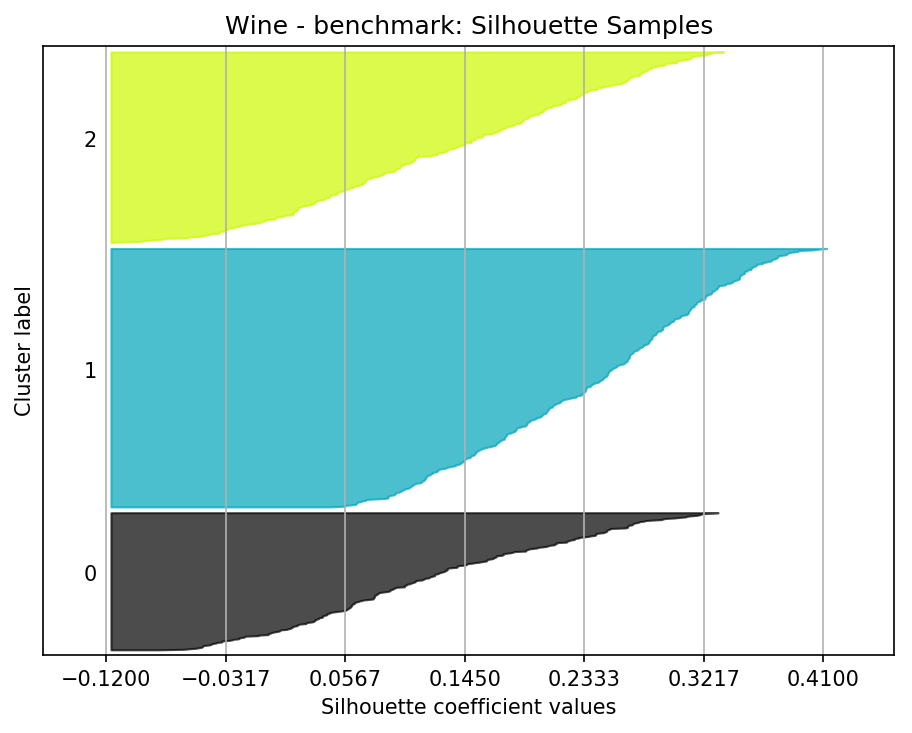 Wine - benchmark: Silhouette Samples
2
1
0
Cluster label
−0.1200 −0.0317 0.0567 0.1450 0.2333 0.3217 0.4100
Silhouette coefficient values